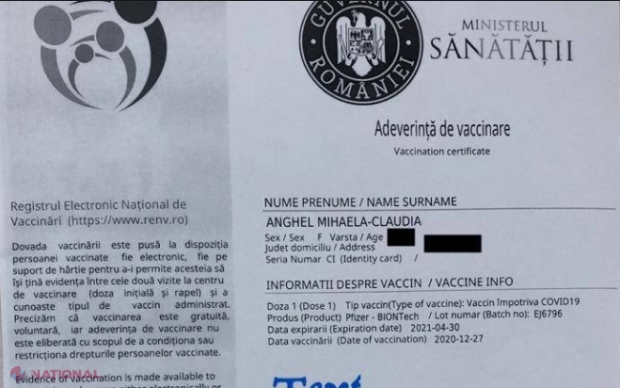 GUVERNUL ROMÂNIEI
MINISTERUL
SĂNĂTĂȚII
Adeverință de vaccinare
Vaccination certificate
Registrul Electronic Național de
Vaccinări (https://www.renv.ro)
Dovada vaccinării este pusă la dispoziția
persoanei vaccinate fie electronic, fie pe
suport de hârtie pentru a-i permite acesteia să
își țină evidența între cele două vizite la centru
de vaccinare (doza inițială și rapel) și a
cunoaste tipul de vaccin administrat.
Precizăm că vaccinarea este gratuită,
voluntară, iar adeverința de vaccinare nu
este eliberată cu scopul de a condiționa sau
restricționa drepturile persoanelor vaccinate.
Evidence of vaccination is made available to
NATIONAL
NUME PRENUME / NAME SURNAME
ANGHEL MIHAELA-CLAUDIA
Sex / Sex F Varsta / Age
Judet domiciliu / Address
Seria Numar CI (Identity card) /
INFORMATII DESPRE VACCIN / VACCINE INFO
Doza 1 (Dose 1) Tip vaccin(Type of vaccine): Vaccin împotriva COVID19
Produs (Product) Pfizer - BIONTech / Lot numar (Batch no): EJ6796
Data expirarii (Expiration date) 2021-04-30
Data vaccinării (Date of vaccination) 2020-12-27